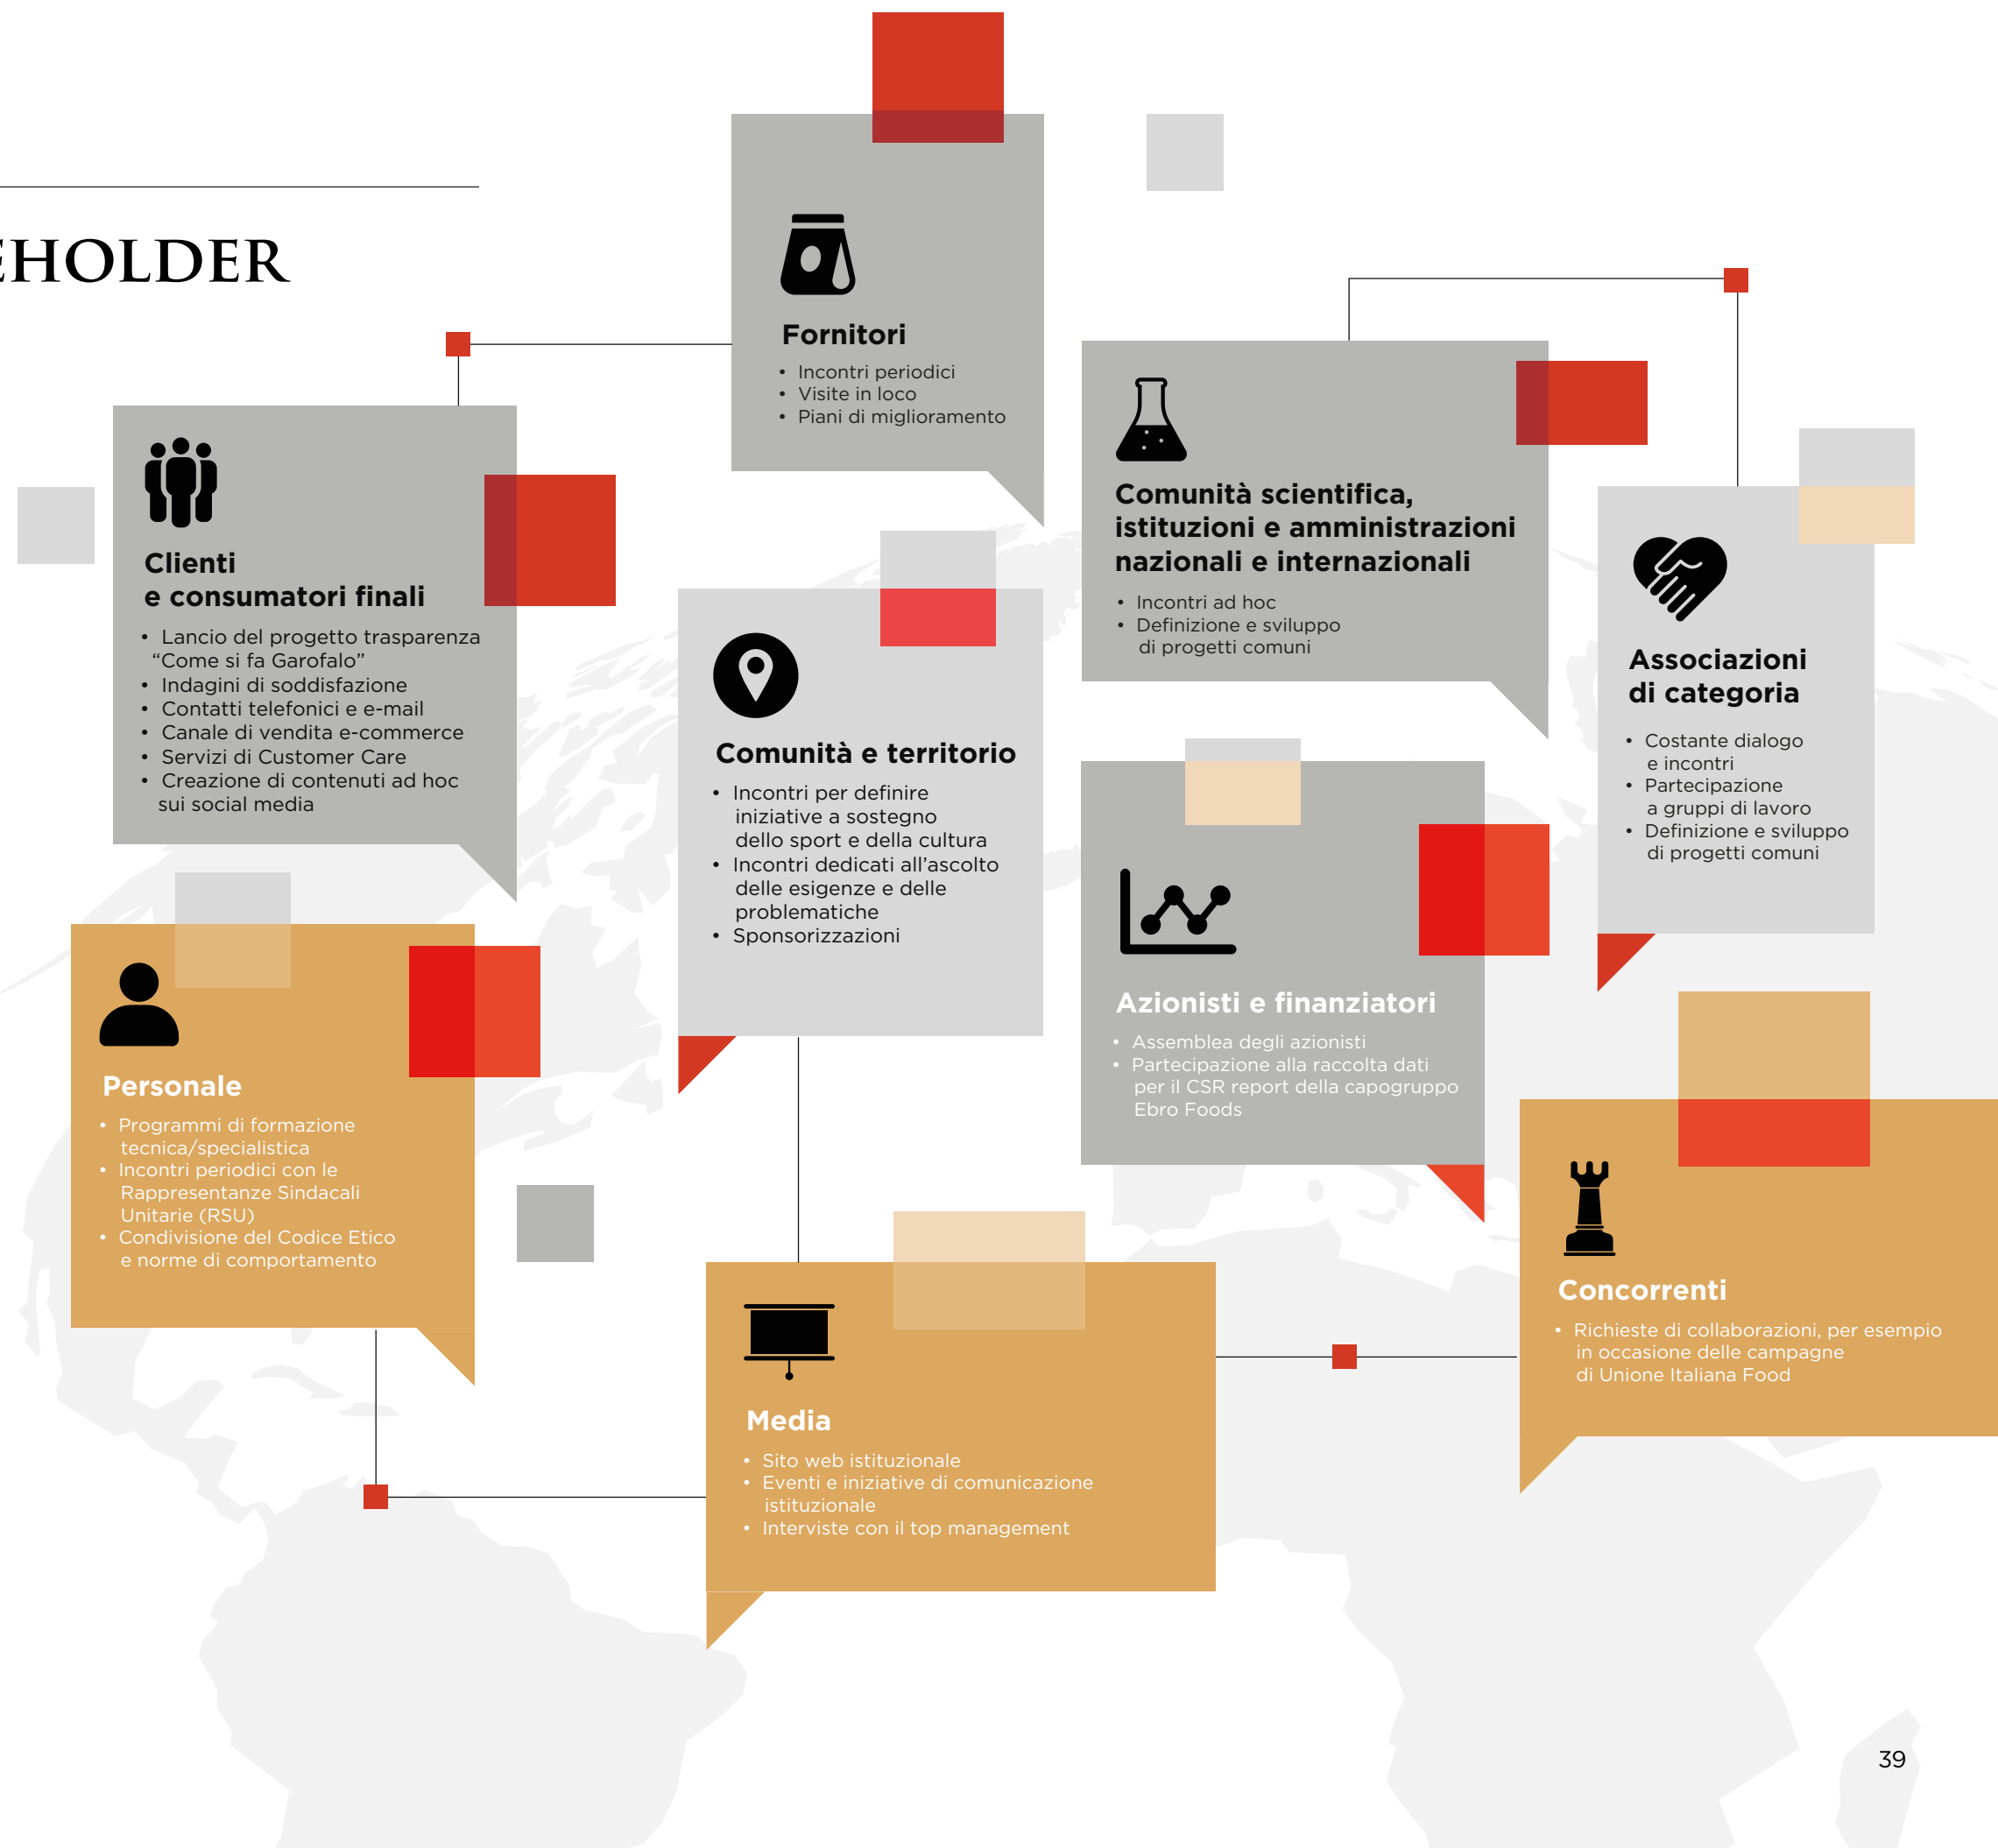 EHOLDER
Fornitori
• Incontri periodici
• Visite in loco
• Piani di miglioramento
Clienti
e consumatori finali
• Lancio del progetto trasparenza
“Come si fa Garofalo”
• Indagini di soddisfazione
• Contatti telefonici e e-mail
• Canale di vendita e-commerce
• Servizi di Customer Care
• Creazione di contenuti ad hoc
sui social media
Comunità scientifica,
istituzioni e amministrazioni
nazionali e internazionali
• Incontri ad hoc
• Definizione e sviluppo
di progetti comuni
Associazioni
di categoria
• Costante dialogo
e incontri
• Partecipazione
a gruppi di lavoro
• Definizione e sviluppo
di progetti comuni
Comunità e territorio
• Incontri per definire
iniziative a sostegno
dello sport e della cultura
• Incontri dedicati all’ascolto
delle esigenze e delle
problematiche
• Sponsorizzazioni
Azionisti e finanziatori
• Assemblea degli azionisti
• Partecipazione alla raccolta dati
per il CSR report della capogruppo
Ebro Foods
Personale
• Programmi di formazione
tecnica/specialistica
• Incontri periodici con le
Rappresentanze Sindacali
Unitarie (RSU)
• Condivisione del Codice Etico
e norme di comportamento
Concorrenti
• Richieste di collaborazioni, per esempio
in occasione delle campagne
di Unione Italiana Food
Media
• Sito web istituzionale
• Eventi e iniziative di comunicazione
istituzionale
• Interviste con il top management
39